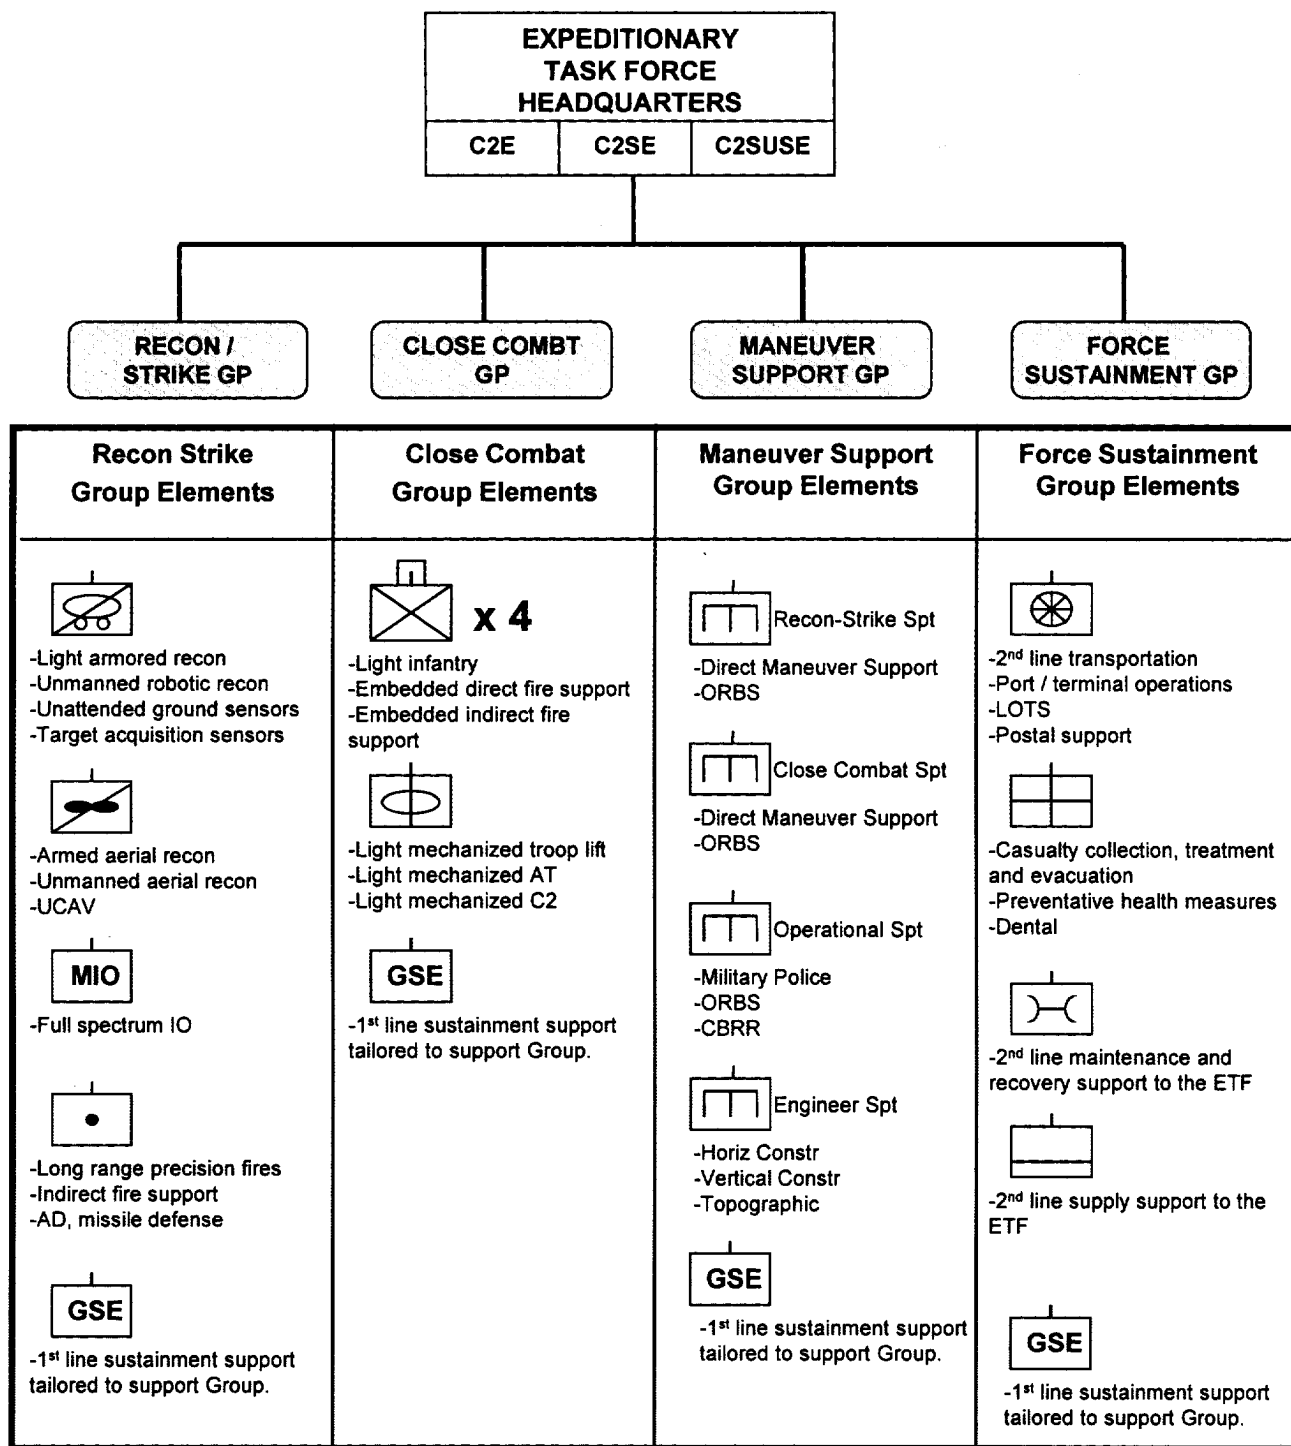 EXPEDITIONARY
TASK FORCE
HEADQUARTERS
C2E
C2SE
C2SUSE
RECON /
STRIKE GP
CLOSE COMBT
GP
MANEUVER
SUPPORT GP
FORCE
SUSTAINMENT GP
Recon Strike
Group Elements
-Light armored recon
-Unmanned robotic recon
-Unattended ground sensors
-Target acquisition sensors
-Armed aerial recon
-Unmanned aerial recon
-UCAV
MIO
-Full spectrum IO
-Long range precision fires
-Indirect fire support
-AD, missile defense
GSE
-1st line sustainment support
tailored to support Group.
Close Combat
Group Elements
x 4
-Light infantry
-Embedded direct fire support
-Embedded indirect fire
support
-Light mechanized troop lift
-Light mechanized AT
-Light mechanized C2
GSE
-1st line sustainment support
tailored to support Group.
Maneuver Support
Group Elements
Recon-Strike Spt
-Direct Maneuver Support
-ORBS
Close Combat Spt
-Direct Maneuver Support
-ORBS
Operational Spt
-Military Police
-ORBS
-CBRR
Engineer Spt
-Horiz Constr
-Vertical Constr
-Topographic
GSE
-1st line sustainment support
tailored to support Group.
Force Sustainment
Group Elements
-2nd line transportation
-Port / terminal operations
-LOTS
-Postal support
-Casualty collection, treatment
and evacuation
-Preventative health measures
-Dental
-2nd line maintenance and
recovery support to the ETF
-2nd line supply support to the
ETF
GSE
-1st line sustainment support
tailored to support Group.